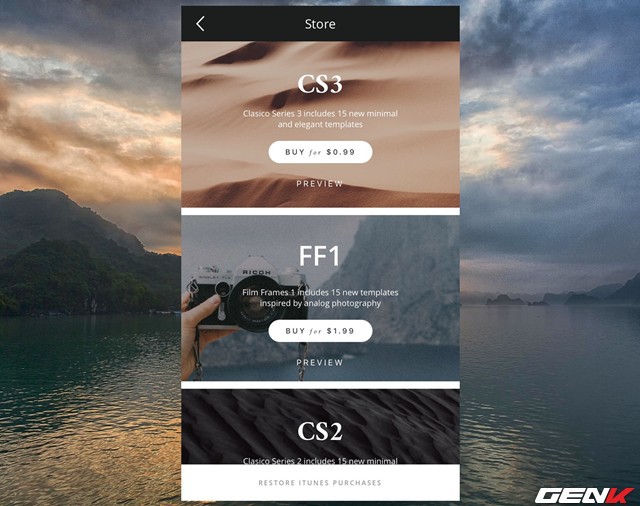 Store
CS3
Clasico Series 3 includes 15 new minimal
and elegant templates
BUY for $0.99
PREVIEW
FF1
RICOH
Film Frames 1 includes 15 new templates
inspired by analog photography
BUY for $1.99
PREVIEW
CS2
Clasico Series 2 includes 15 new minimal
RESTORE ITUNES PURCHASES
GENK